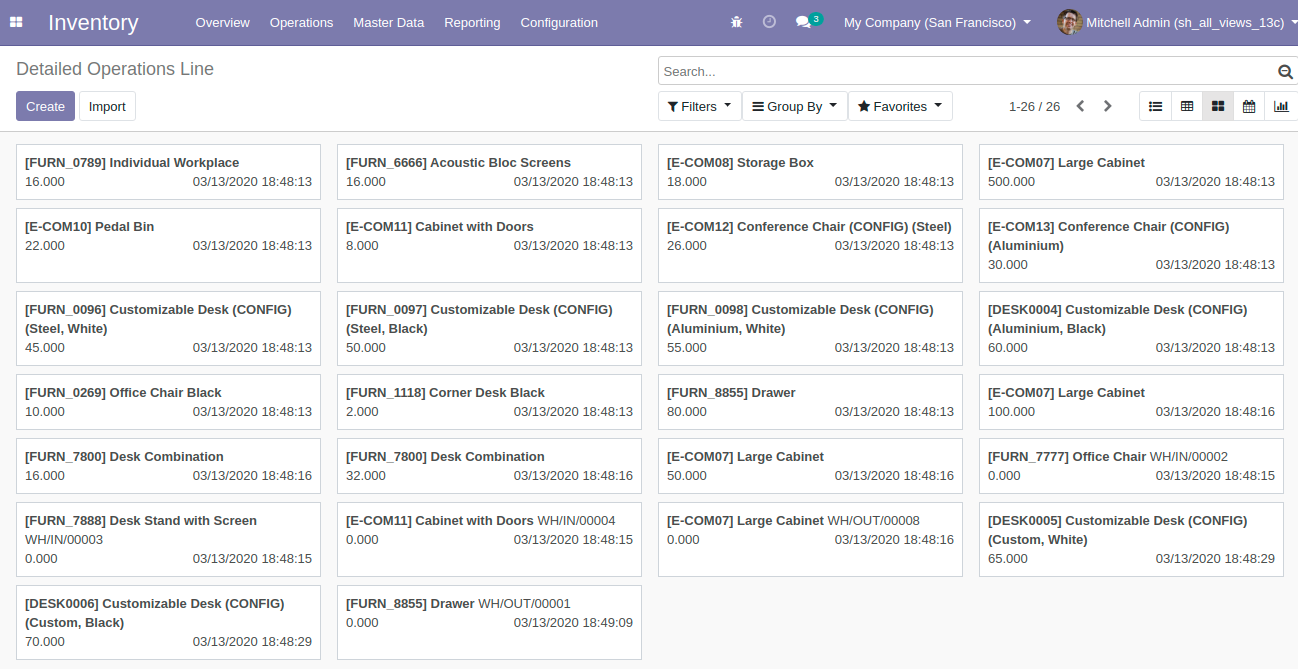 Inventory Overview Operations Master Data Reporting Configuration 3 My Company (San Francisco) Mitchell Admin (sh_all_views_13c)
Detailed Operations Line
Search...
Create Import Filters Group By Favorites 1-26 / 26
[FURN_0789] Individual Workplace
16.000 03/13/2020 18:48:13
[FURN_6666] Acoustic Bloc Screens
16.000 03/13/2020 18:48:13
[E-COM08] Storage Box
18.000 03/13/2020 18:48:13
[E-COM07] Large Cabinet
500.000 03/13/2020 18:48:13
[E-COM10] Pedal Bin
22.000 03/13/2020 18:48:13
[E-COM11] Cabinet with Doors
8.000 03/13/2020 18:48:13
[E-COM12] Conference Chair (CONFIG) (Steel)
26.000 03/13/2020 18:48:13
[E-COM13] Conference Chair (CONFIG)
(Aluminium)
30.000 03/13/2020 18:48:13
[FURN_0096] Customizable Desk (CONFIG)
(Steel, White)
45.000 03/13/2020 18:48:13
[FURN_0097] Customizable Desk (CONFIG)
(Steel, Black)
50.000 03/13/2020 18:48:13
[FURN_0098] Customizable Desk (CONFIG)
(Aluminium, White)
55.000 03/13/2020 18:48:13
[DESK0004] Customizable Desk (CONFIG)
(Aluminium, Black)
60.000 03/13/2020 18:48:13
[FURN_0269] Office Chair Black
10.000 03/13/2020 18:48:13
[FURN_1118] Corner Desk Black
2.000 03/13/2020 18:48:13
[FURN_8855] Drawer
80.000 03/13/2020 18:48:13
[E-COM07] Large Cabinet
100.000 03/13/2020 18:48:16
[FURN_7800] Desk Combination
16.000 03/13/2020 18:48:16
[FURN_7800] Desk Combination
32.000 03/13/2020 18:48:16
[E-COM07] Large Cabinet
50.000 03/13/2020 18:48:16
[FURN_7777] Office Chair WH/IN/00002
0.000 03/13/2020 18:48:15
[FURN_7888] Desk Stand with Screen
WH/IN/00003
0.000 03/13/2020 18:48:15
[E-COM11] Cabinet with Doors WH/IN/00004
0.000 03/13/2020 18:48:15
[E-COM07] Large Cabinet WH/OUT/00008
0.000 03/13/2020 18:48:16
[DESK0005] Customizable Desk (CONFIG)
(Custom, White)
65.000 03/13/2020 18:48:29
[DESK0006] Customizable Desk (CONFIG)
(Custom, Black)
70.000 03/13/2020 18:48:29
[FURN_8855] Drawer WH/OUT/00001
0.000 03/13/2020 18:49:09